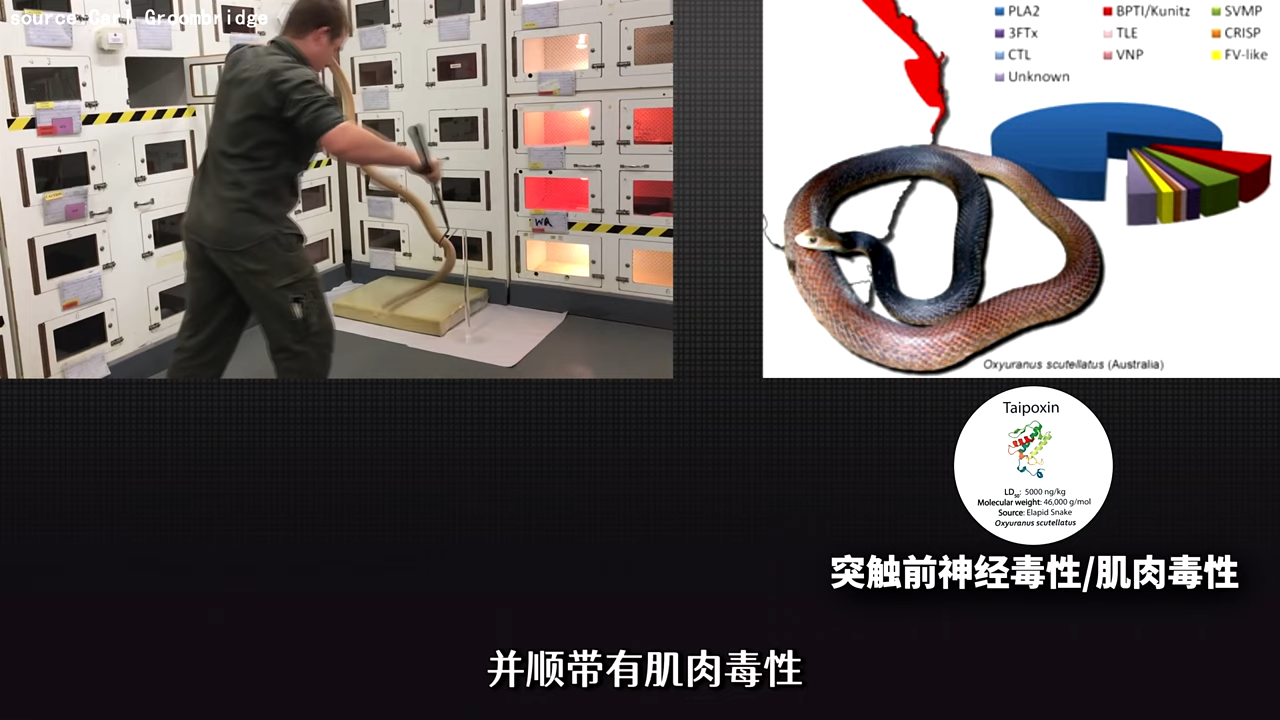 source:Carl Groombridge
WA
PLA2
BPTI/Kunitz
SVMP
3FTx
TLE
CRISP
CTL
VNP
FV-like
Unknown
Oxyuranus scutellatus (Australia)
Taipoxin
LD50: 5000 ng/kg
Molecular weight: 46,000 g/mol
Source: Elapid Snake
Oxyuranus scutellatus
突触前神经毒性/肌肉毒性
并顺带有肌肉毒性